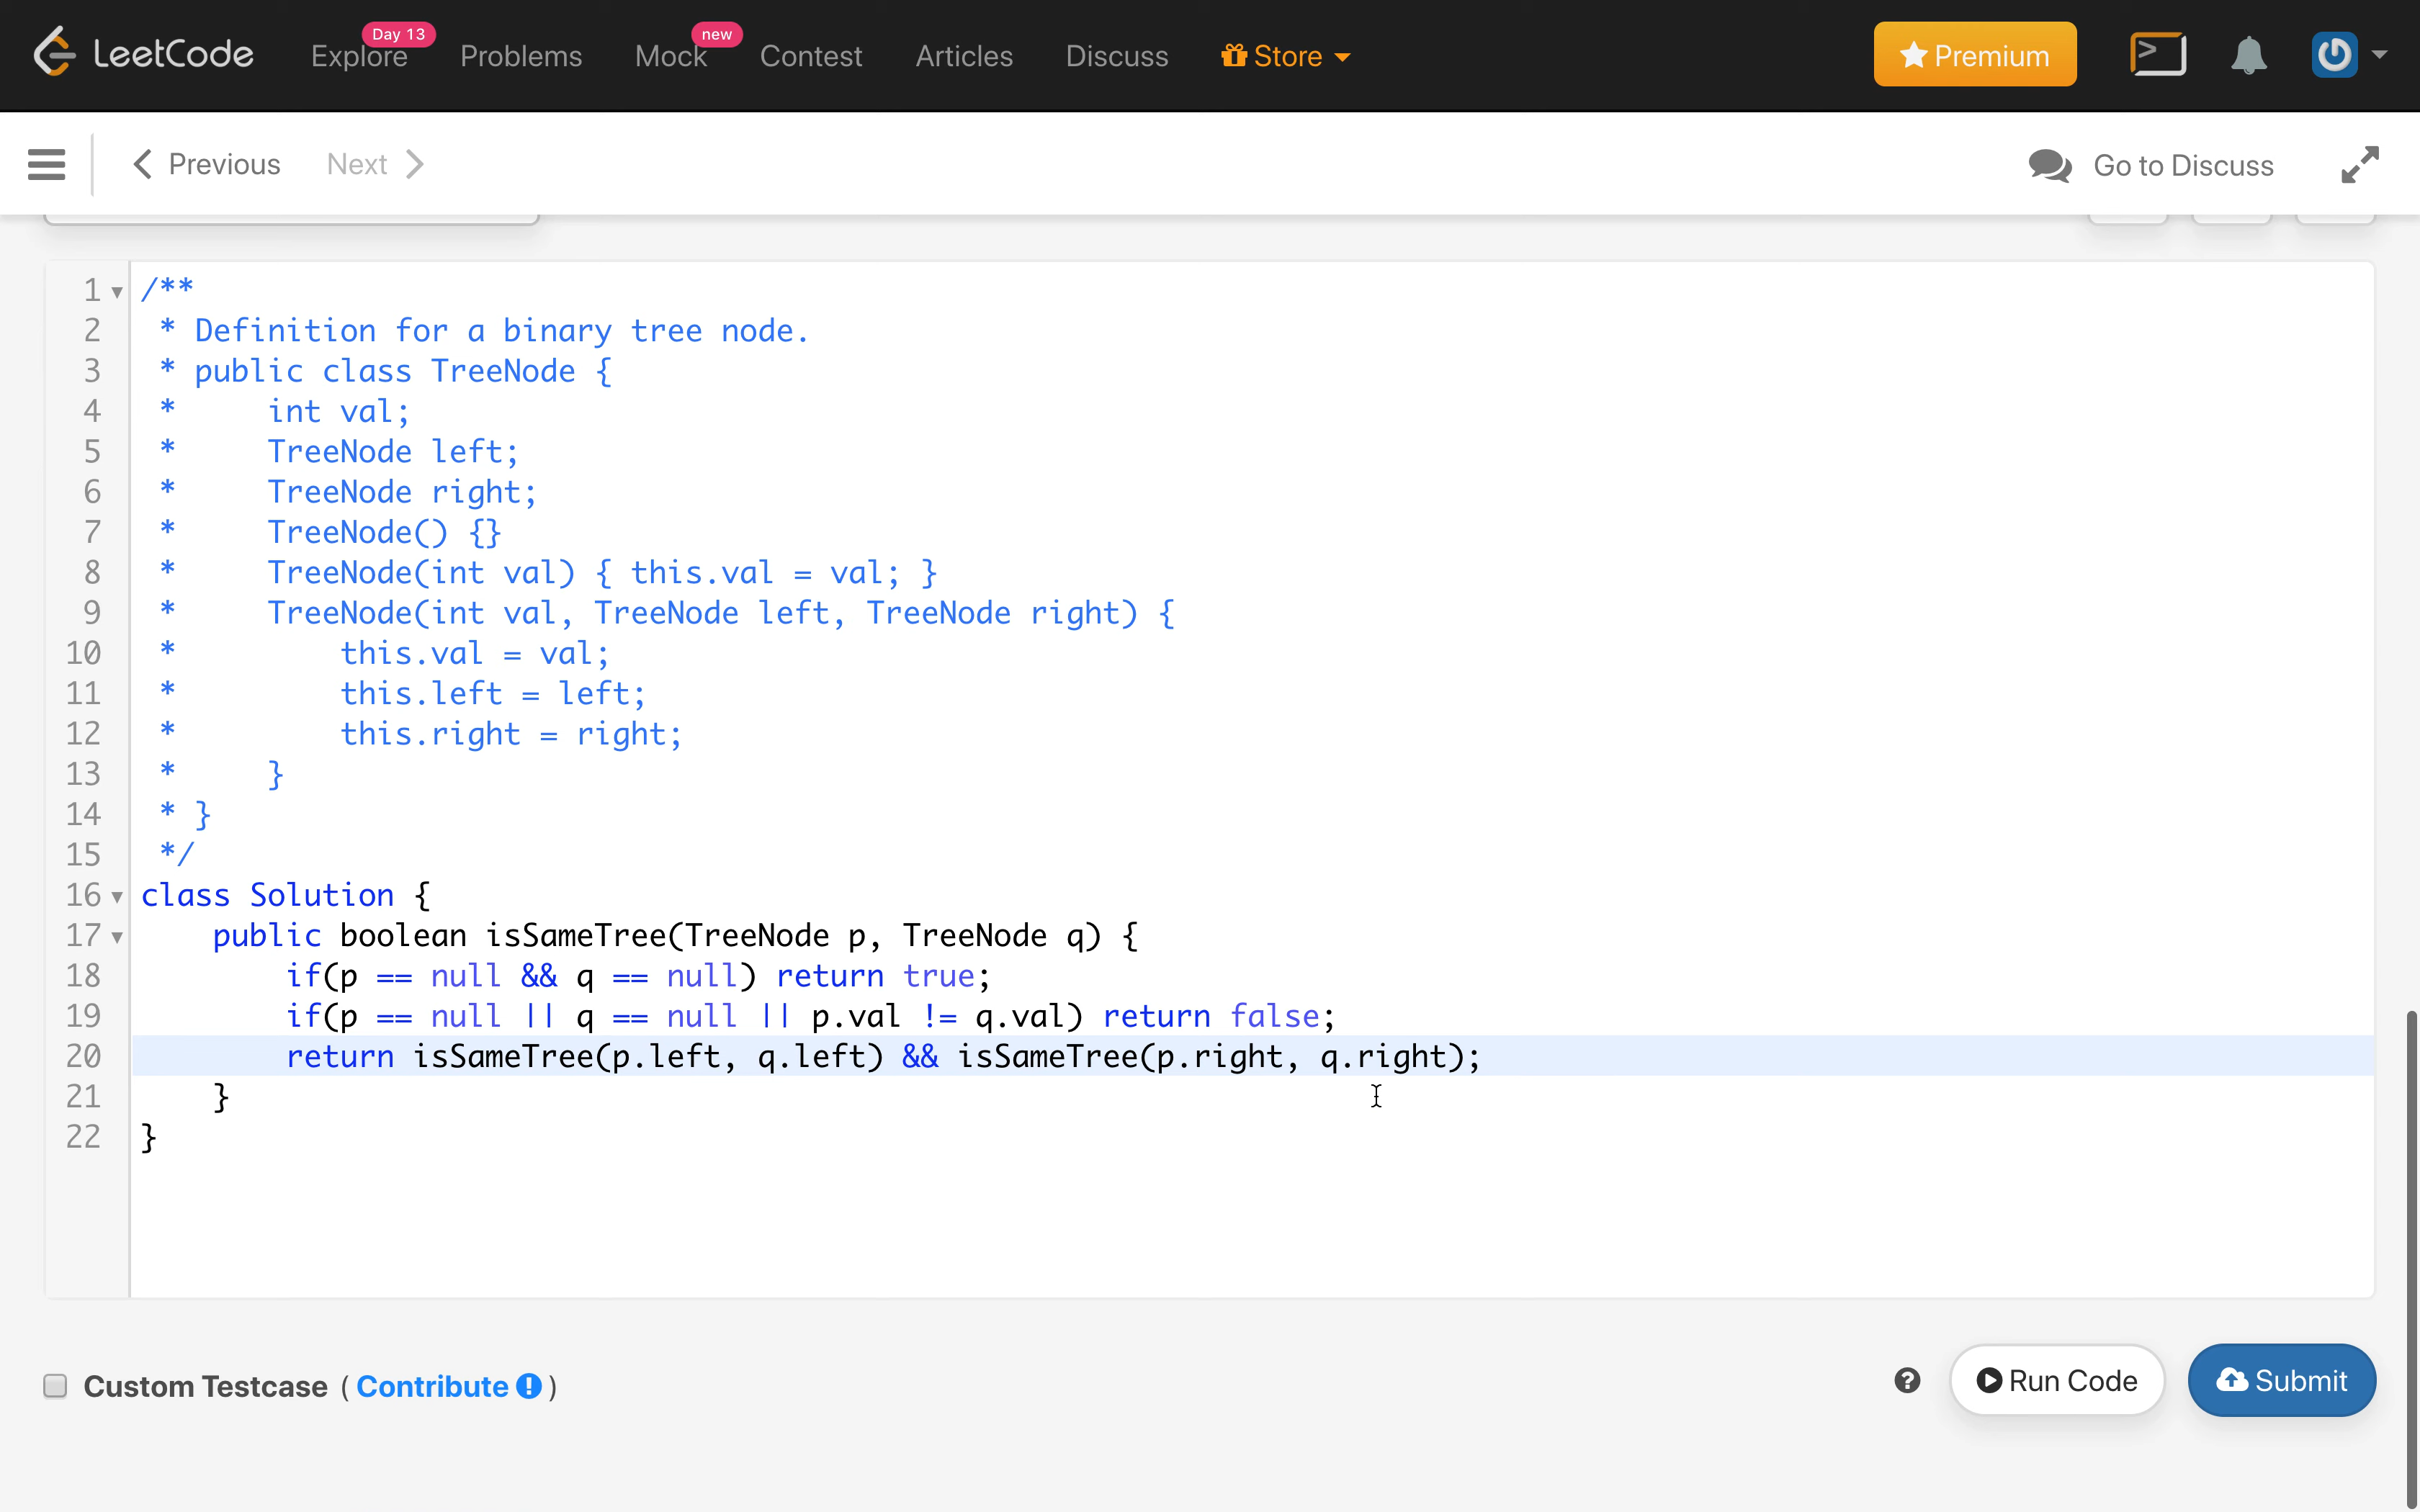 LeetCode Explore Day 13 Problems Mock new Contest Articles Discuss Store Premium
Previous Next Go to Discuss
1 /**
2 * Definition for a binary tree node.
3 * public class TreeNode {
4 *     int val;
5 *     TreeNode left;
6 *     TreeNode right;
7 *     TreeNode() {}
8 *     TreeNode(int val) { this.val = val; }
9 *     TreeNode(int val, TreeNode left, TreeNode right) {
10 *         this.val = val;
11 *         this.left = left;
12 *         this.right = right;
13 *     }
14 * }
15 */
16 class Solution {
17     public boolean isSameTree(TreeNode p, TreeNode q) {
18         if(p == null && q == null) return true;
19         if(p == null || q == null || p.val != q.val) return false;
20         return isSameTree(p.left, q.left) && isSameTree(p.right, q.right);
21     }
22 }
Custom Testcase ( Contribute ! ) ? Run Code Submit